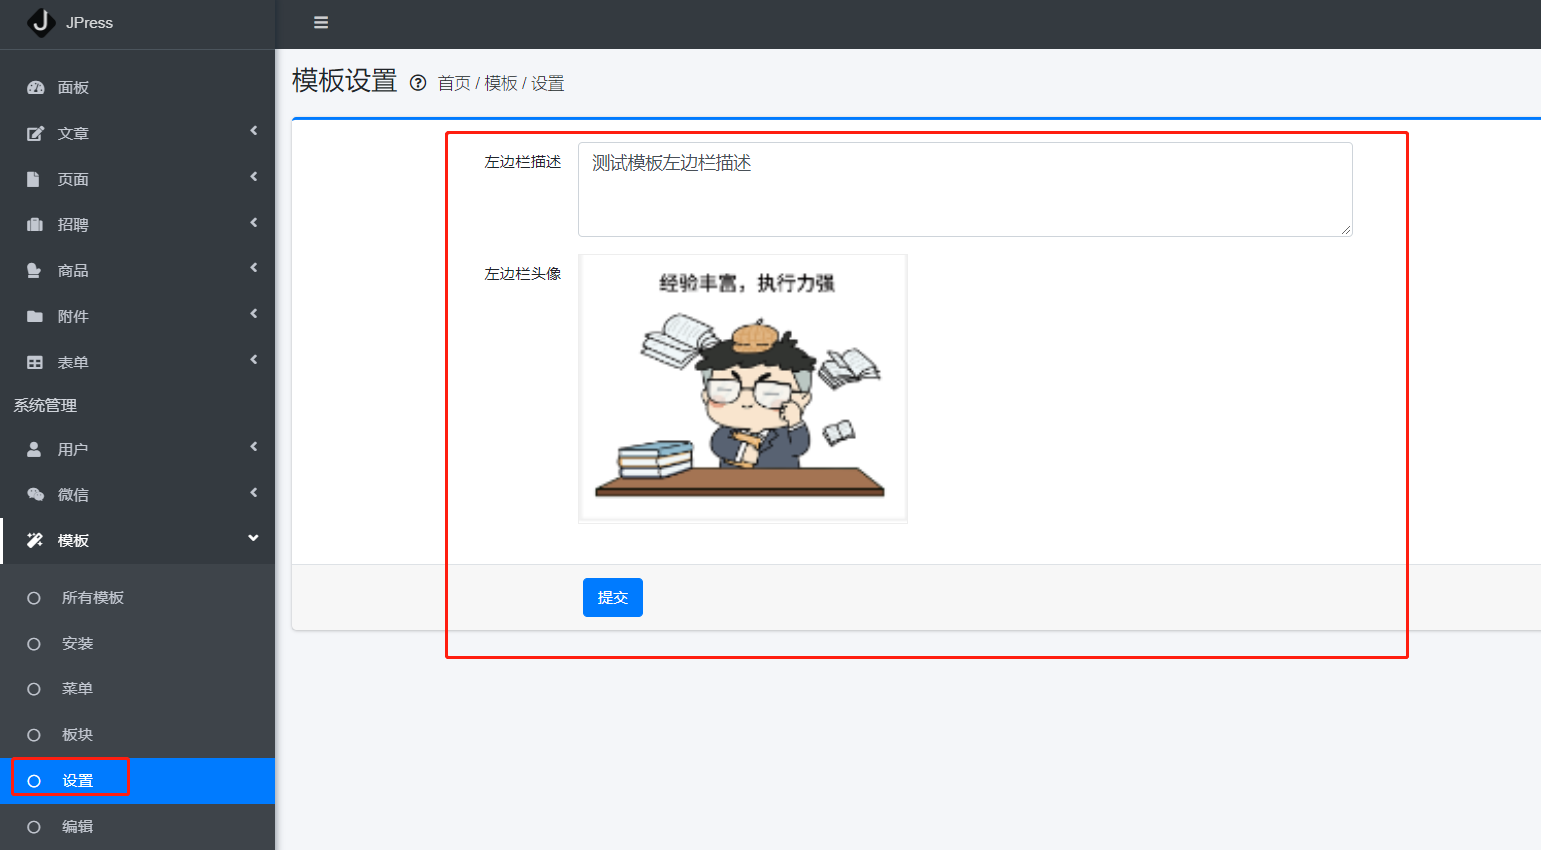 JPress
面板
文章
页面
招聘
商品
附件
表单
系统管理
用户
微信
模板
所有模板
安装
菜单
板块
设置
编辑
模板设置 首页 / 模板 / 设置
左边栏描述
测试模板左边栏描述
左边栏头像
经验丰富，执行力强
提交